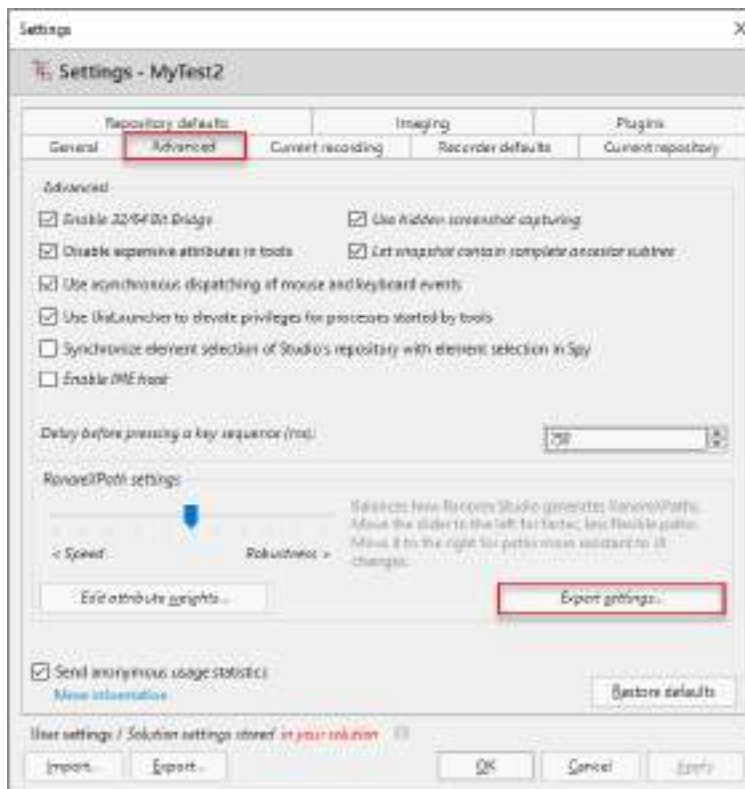 Settings
Settings - MyTest2
Repository defaults Imaging Plugins
General Advanced Current recording Recorder defaults Current repository
Advanced
Enable 32/64 Bit Bridge Use hidden screenshot capturing
Disable expensive attributes in tools Let snapshot contain complete ancestor subtree
Use asynchronous dispatching of mouse and keyboard events
Use UiaLauncher to elevate privileges for processes started by tools
Synchronize element selection of Studio's repository with element selection in Spy
Enable IME host
Delay before pressing a key sequence (ms):
RanoreXPath settings
Balances how Ranorex Studio generates RanoreXPaths.
Move the slider to the left for faster, less flexible paths.
Move it to the right for paths more resistant to UI
changes.
< Speed Robustness >
Edit attribute weights... Expert settings...
Send anonymous usage statistics
More information
Restore defaults
User settings / Solution settings stored in your solution
Import... Export... OK Cancel Apply